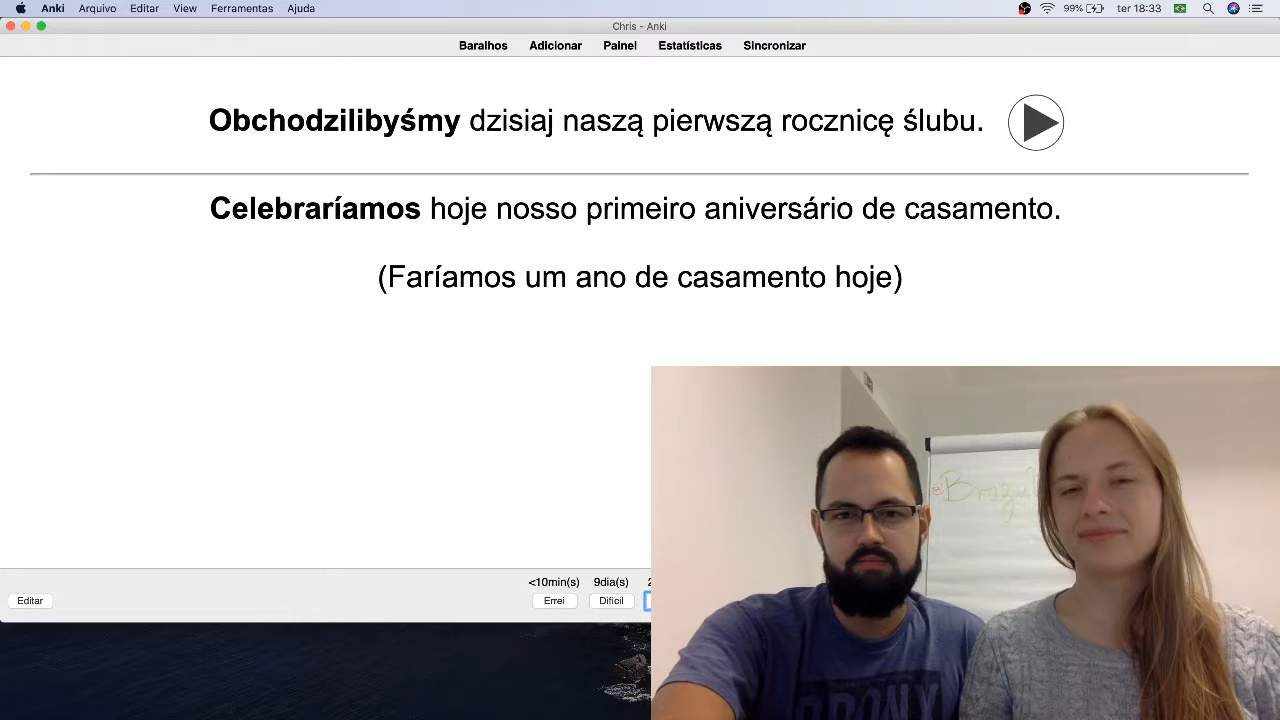 Anki Arquivo Editar View Ferramentas Ajuda 99% ter 18:33
Chris - Anki
Baralhos Adicionar Painel Estatísticas Sincronizar
Obchodzilibyśmy dzisiaj naszą pierwszą rocznicę ślubu.
Celebraríamos hoje nosso primeiro aniversário de casamento.
(Faríamos um ano de casamento hoje)
<10min(s) 9dia(s) 2
Editar Errei Difícil